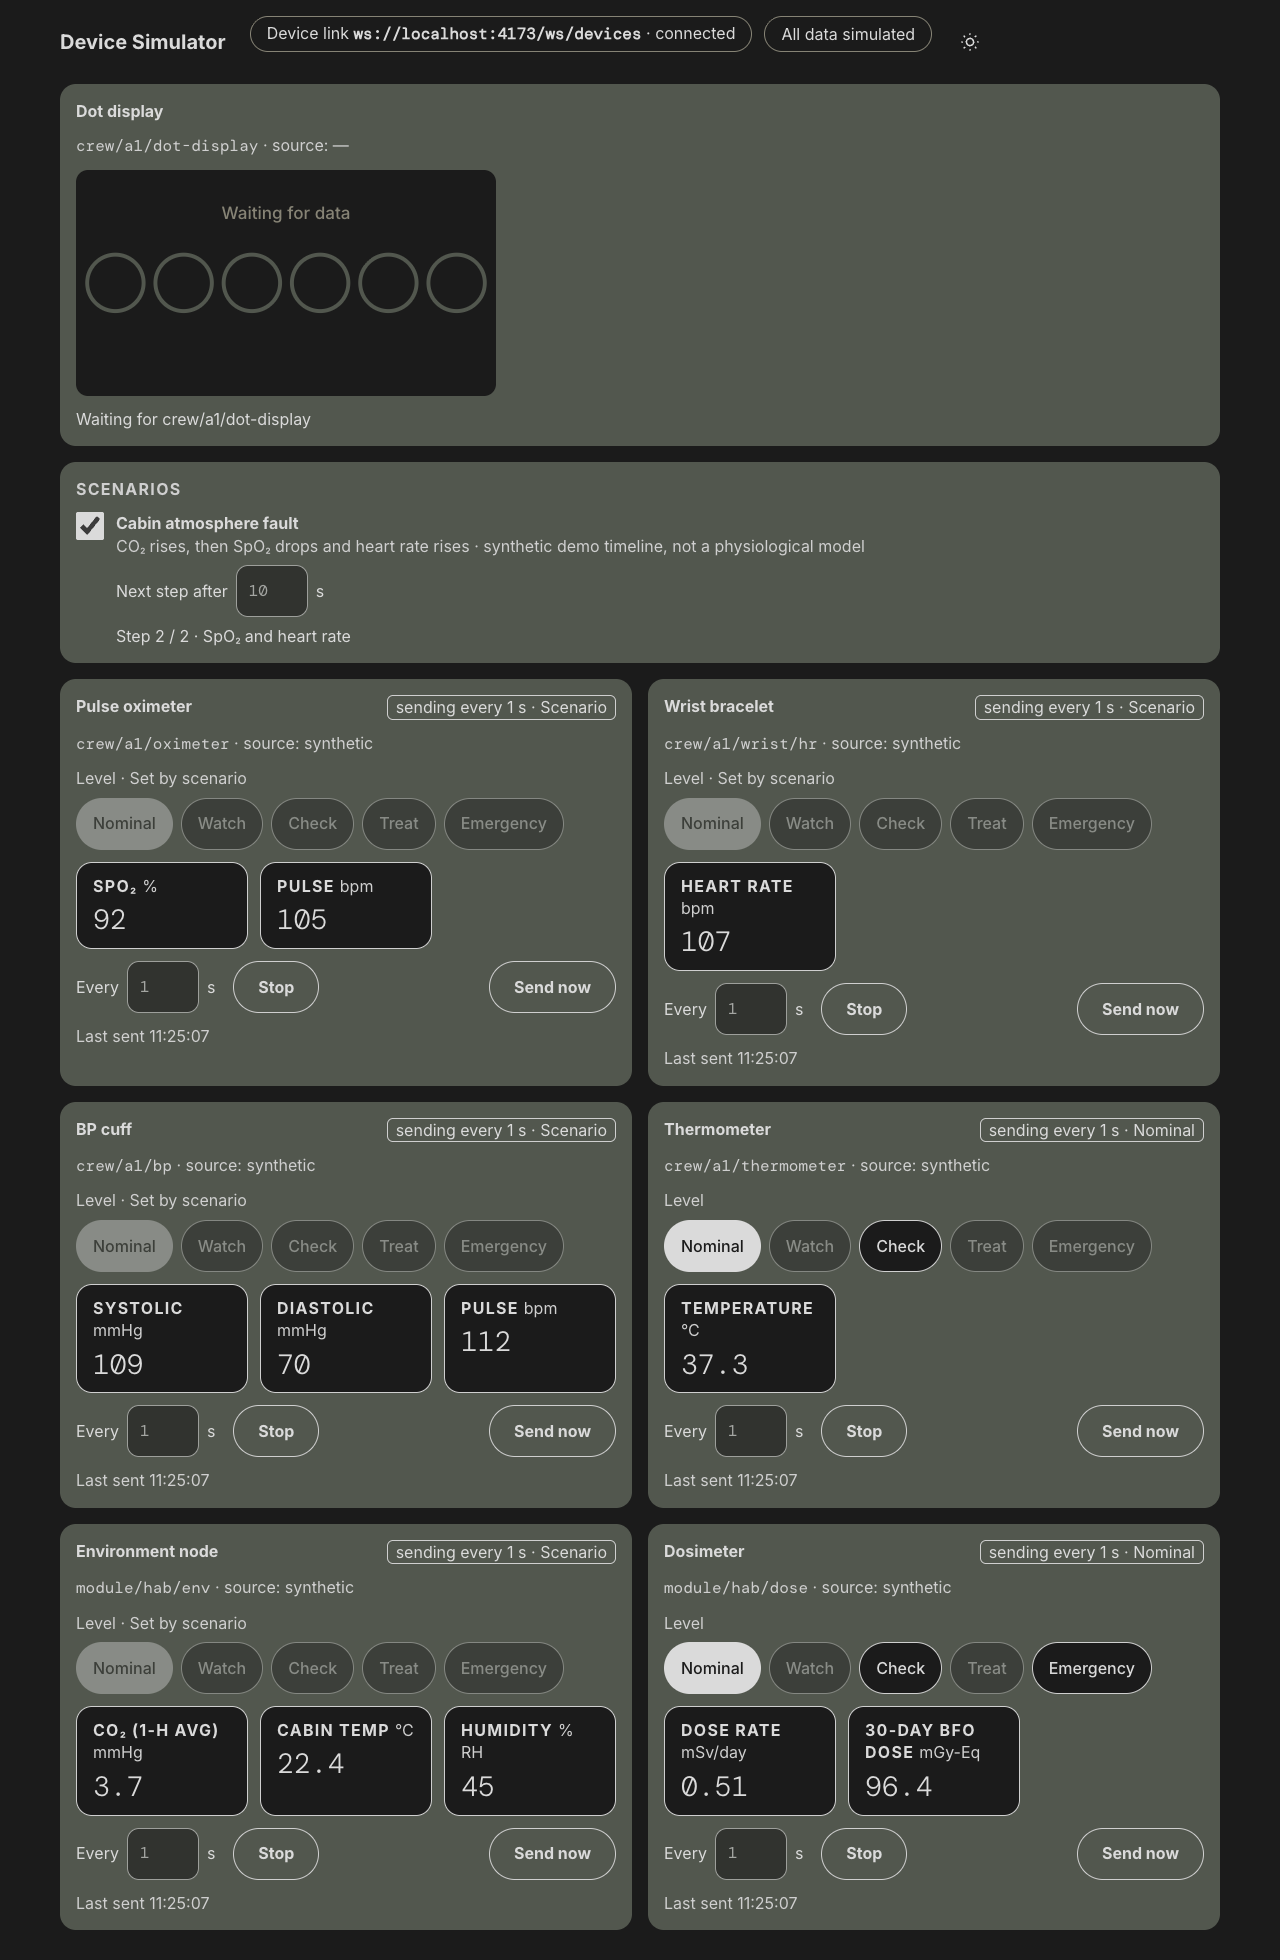 Device Simulator
Device link ws://localhost:4173/ws/devices · connected
All data simulated
Dot display
crew/a1/dot-display · source: —
Waiting for data
Waiting for crew/a1/dot-display
SCENARIOS
Cabin atmosphere fault
CO₂ rises, then SpO₂ drops and heart rate rises · synthetic demo timeline, not a physiological model
Next step after 10 s
Step 2 / 2 · SpO₂ and heart rate
Pulse oximeter
sending every 1 s · Scenario
crew/a1/oximeter · source: synthetic
Level · Set by scenario
Nominal Watch Check Treat Emergency
SPO₂ %
92
PULSE bpm
105
Every 1 s Stop Send now
Last sent 11:25:07
Wrist bracelet
sending every 1 s · Scenario
crew/a1/wrist/hr · source: synthetic
Level · Set by scenario
Nominal Watch Check Treat Emergency
HEART RATE
bpm
107
Every 1 s Stop Send now
Last sent 11:25:07
BP cuff
sending every 1 s · Scenario
crew/a1/bp · source: synthetic
Level · Set by scenario
Nominal Watch Check Treat Emergency
SYSTOLIC
mmHg
109
DIASTOLIC
mmHg
70
PULSE bpm
112
Every 1 s Stop Send now
Last sent 11:25:07
Thermometer
sending every 1 s · Nominal
crew/a1/thermometer · source: synthetic
Level
Nominal Watch Check Treat Emergency
TEMPERATURE
°C
37.3
Every 1 s Stop Send now
Last sent 11:25:07
Environment node
sending every 1 s · Scenario
module/hab/env · source: synthetic
Level · Set by scenario
Nominal Watch Check Treat Emergency
CO₂ (1-H AVG)
mmHg
3.7
CABIN TEMP °C
22.4
HUMIDITY %
RH
45
Every 1 s Stop Send now
Last sent 11:25:07
Dosimeter
sending every 1 s · Nominal
module/hab/dose · source: synthetic
Level
Nominal Watch Check Treat Emergency
DOSE RATE
mSv/day
0.51
30-DAY BFO
DOSE mGy-Eq
96.4
Every 1 s Stop Send now
Last sent 11:25:07